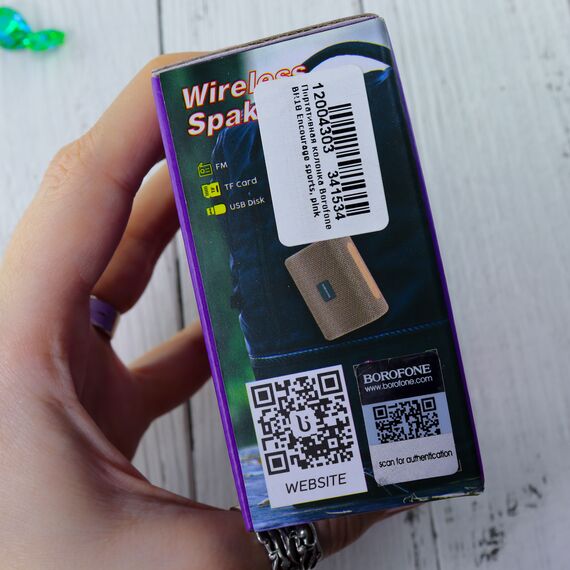 Wireless
Spak
FM
TF Card
USB Disk
12004303 341534
Портативная колонка Borofone
BR18 Encourage sports, pink
WEBSITE
BOROFONE
www.borofone.com
scan for authentication